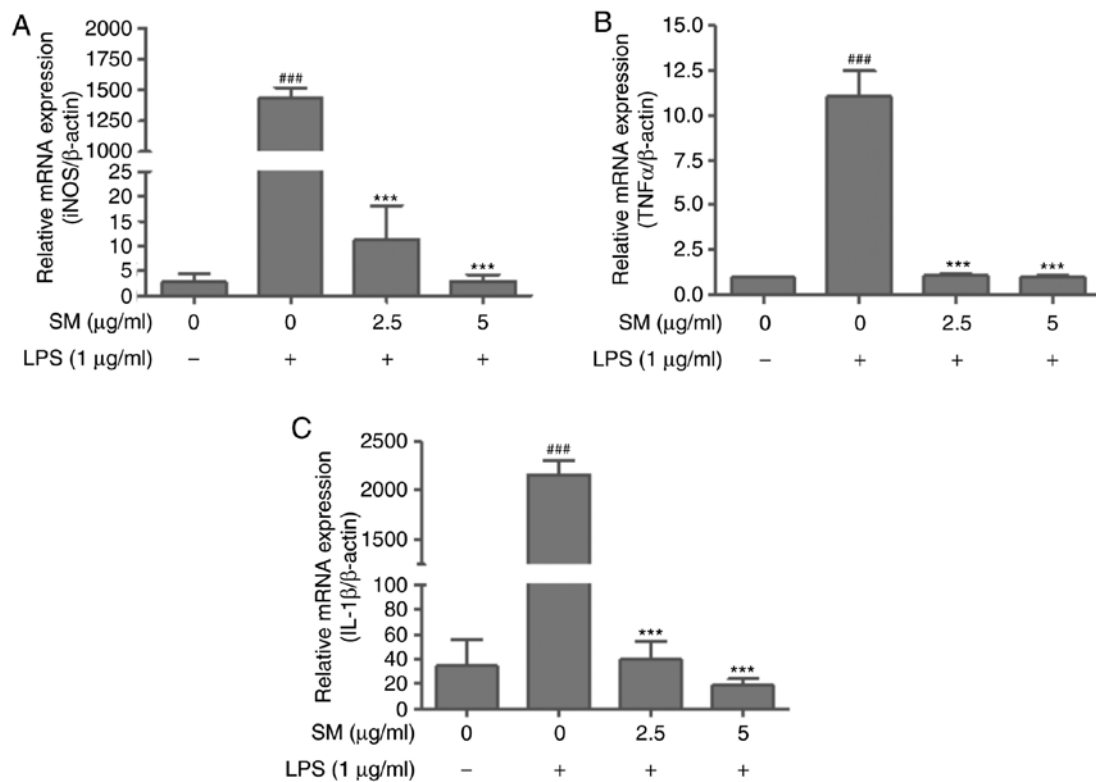 A
Relative mRNA expression
(iNOS/β-actin)
2000
1750
1500
1250
1000
25
20
15
10
5
0
###
***
***
SM (μg/ml) 0 0 2.5 5
LPS (1 μg/ml) – + + +
B
Relative mRNA expression
(TNFα/β-actin)
15.0
12.5
10.0
7.5
5.0
2.5
0.0
###
***
***
SM (μg/ml) 0 0 2.5 5
LPS (1 μg/ml) – + + +
C
Relative mRNA expression
(IL-1β/β-actin)
2500
2000
1500
100
80
60
40
20
0
###
***
***
SM (μg/ml) 0 0 2.5 5
LPS (1 μg/ml) – + + +